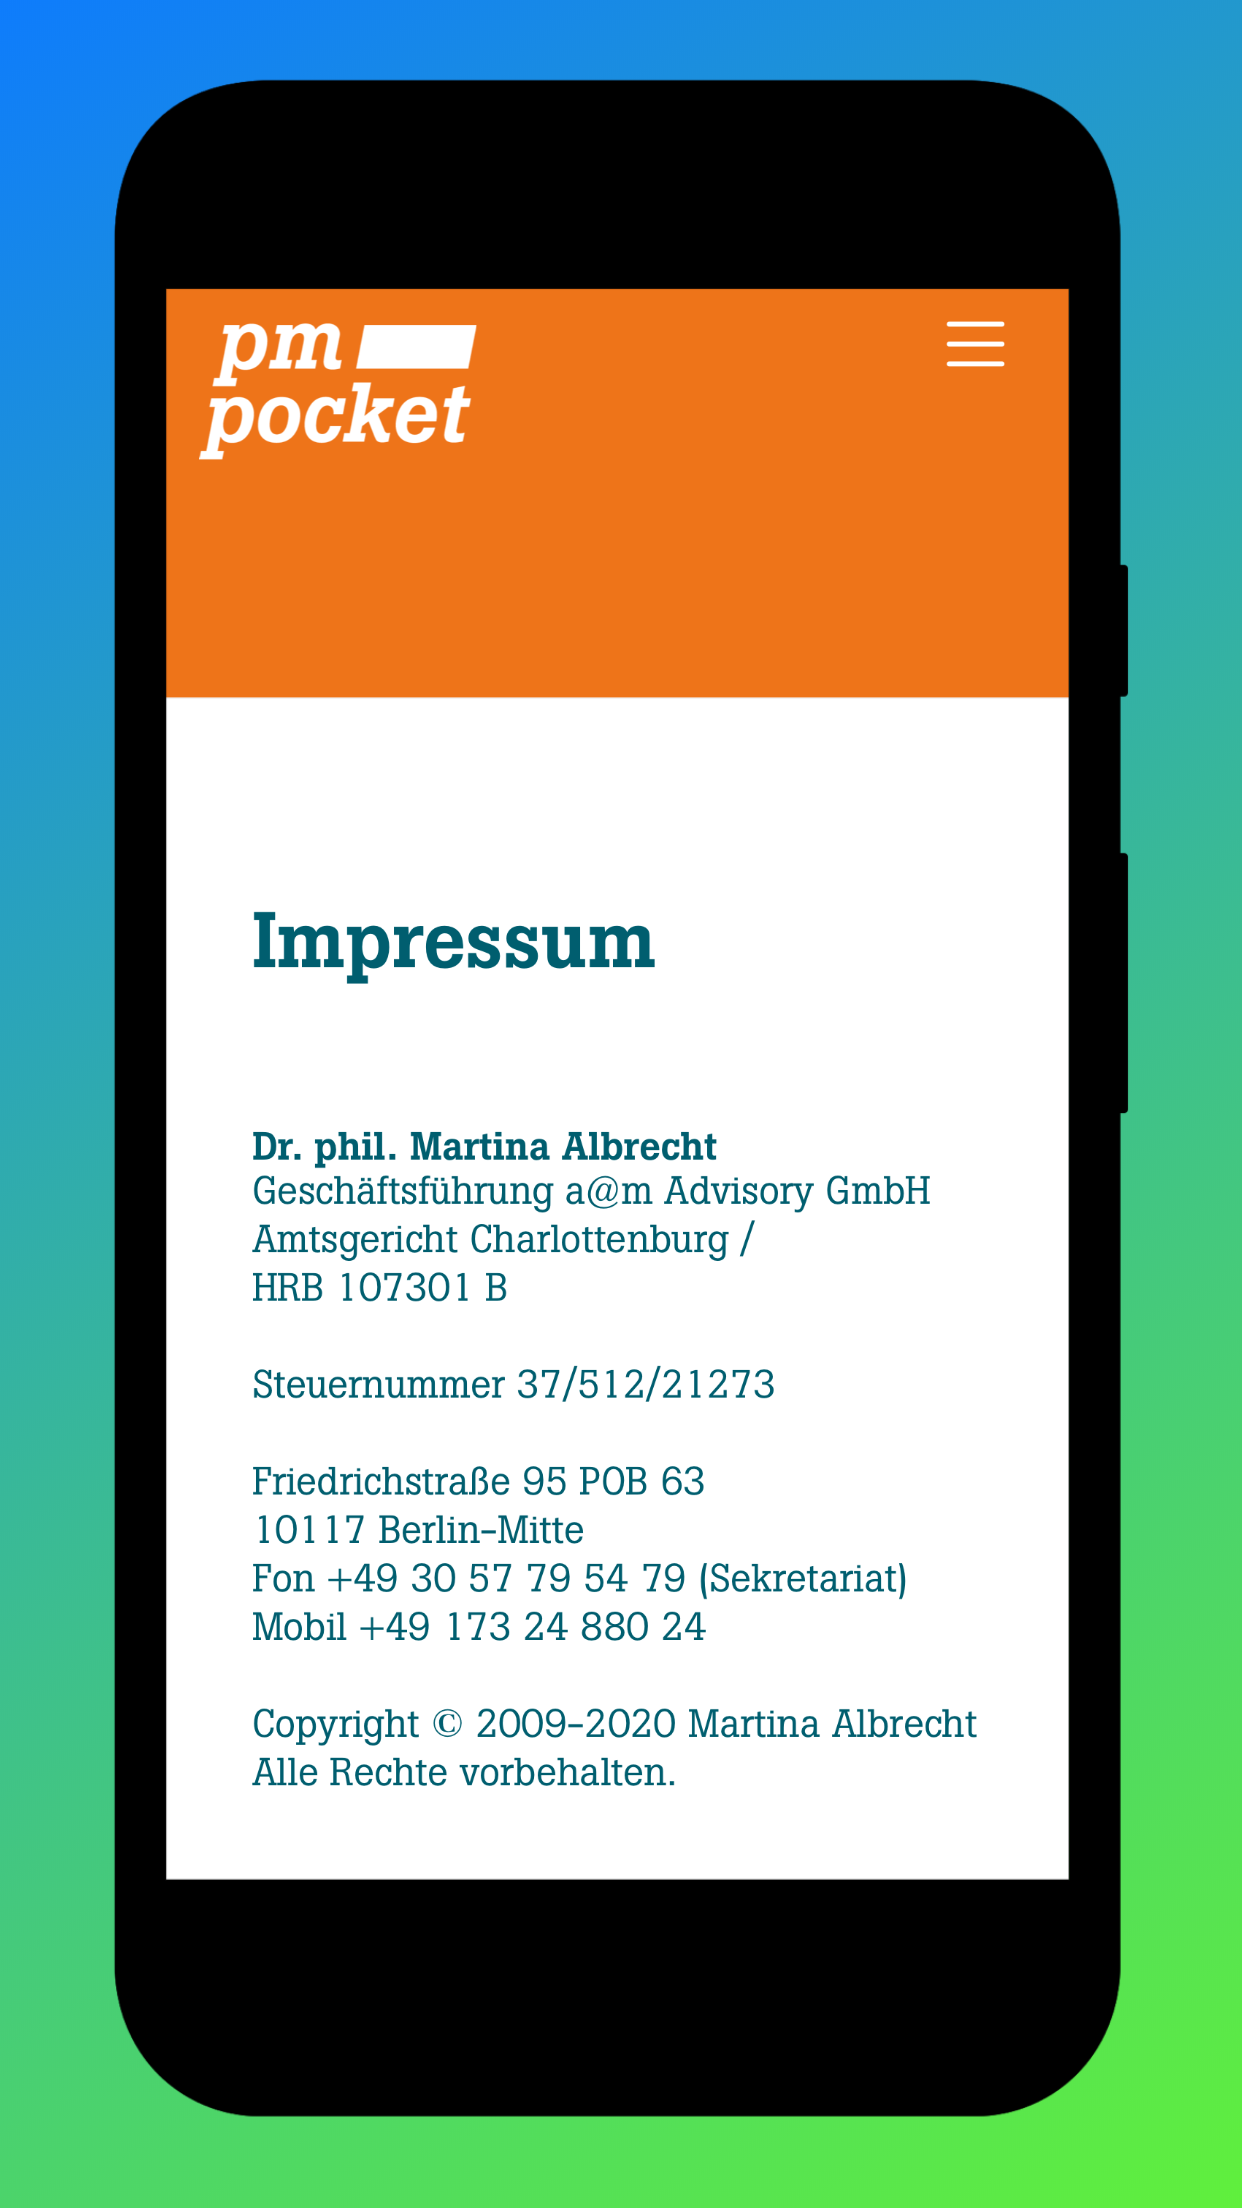 pm
pocket
Impressum
Dr. phil. Martina Albrecht
Geschäftsführung a@m Advisory GmbH
Amtsgericht Charlottenburg /
HRB 107301 B
Steuernummer 37/512/21273
Friedrichstraße 95 POB 63
10117 Berlin-Mitte
Fon +49 30 57 79 54 79 (Sekretariat)
Mobil +49 173 24 880 24
Copyright © 2009-2020 Martina Albrecht
Alle Rechte vorbehalten.